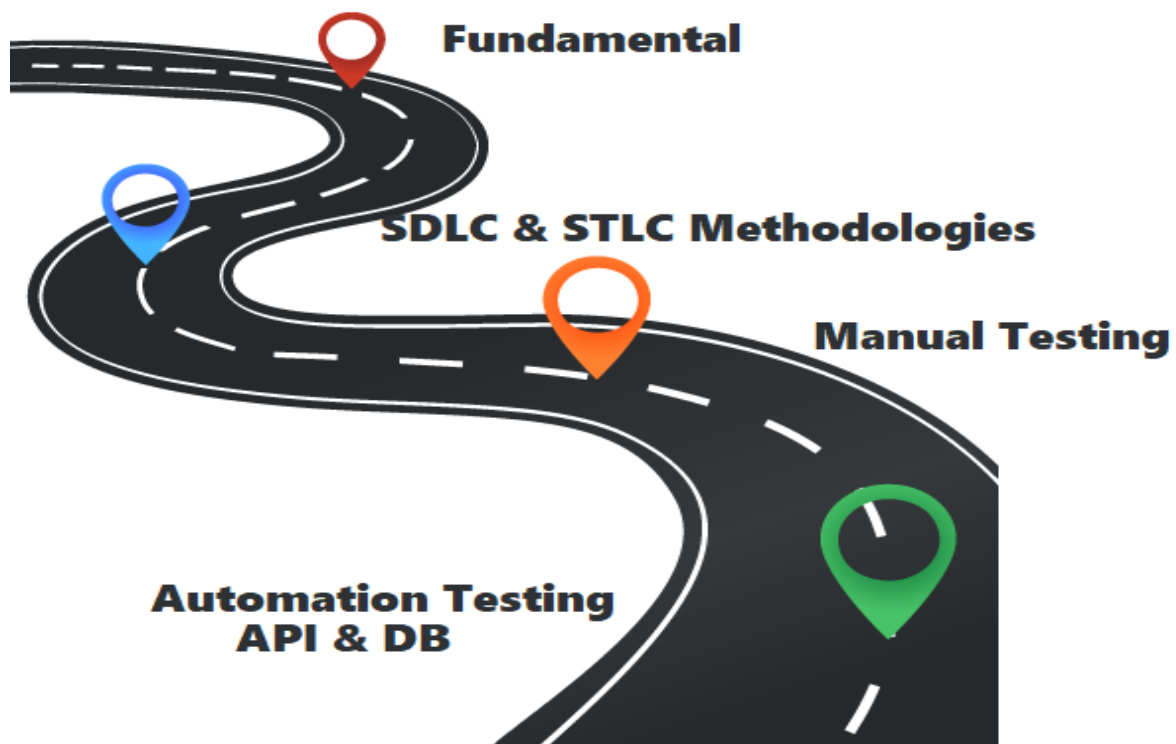 Fundamental
SDLC & STLC Methodologies
Manual Testing
Automation Testing
API & DB